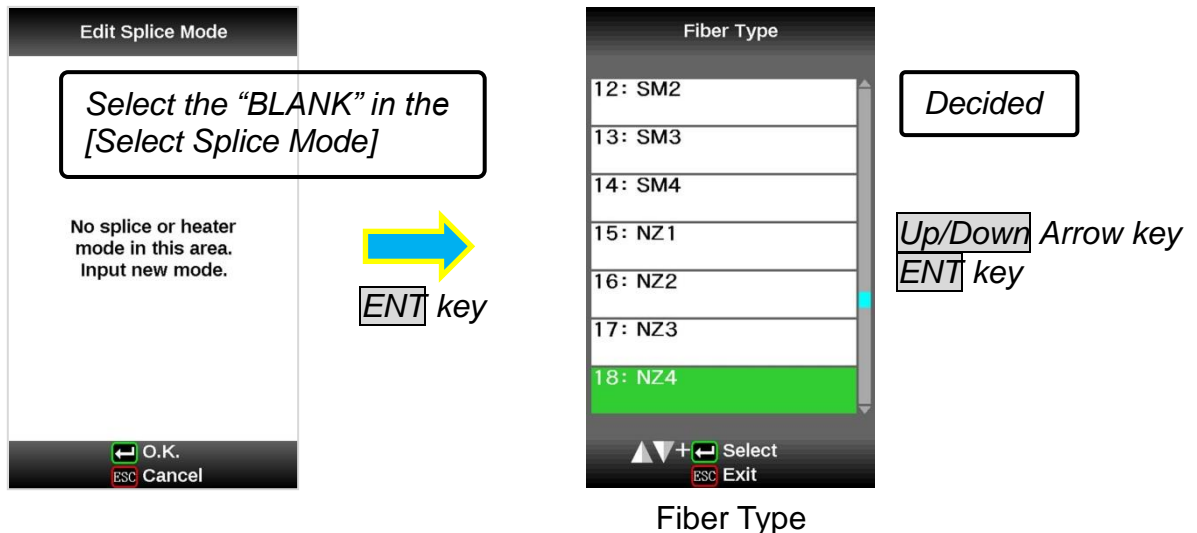 Edit Splice Mode
Select the “BLANK” in the
[Select Splice Mode]
No splice or heater
mode in this area.
Input new mode.
O.K.
ESC Cancel
ENT key
Fiber Type
12: SM2
13: SM3
14: SM4
15: NZ1
16: NZ2
17: NZ3
18: NZ4
+ Select
ESC Exit
Fiber Type
Decided
Up/Down Arrow key
ENT key